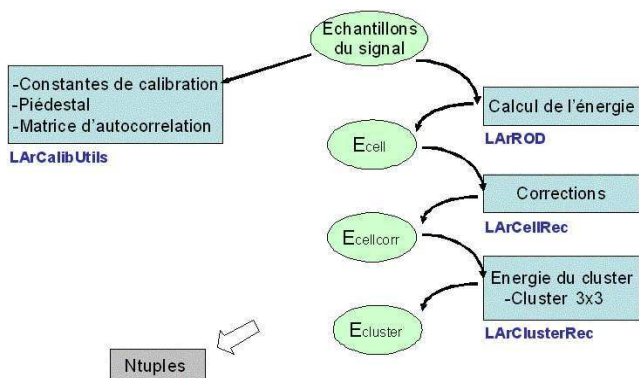 Echantillons
du signal
-Constantes de calibration
-Piédestal
-Matrice d'autocorrelation
LArCalibUtils
Calcul de l'énergie
LArROD
Ecell
Corrections
LArCellRec
Ecellcorr
Energie du cluster
-Cluster 3x3
LArClusterRec
Ecluster
Ntuples